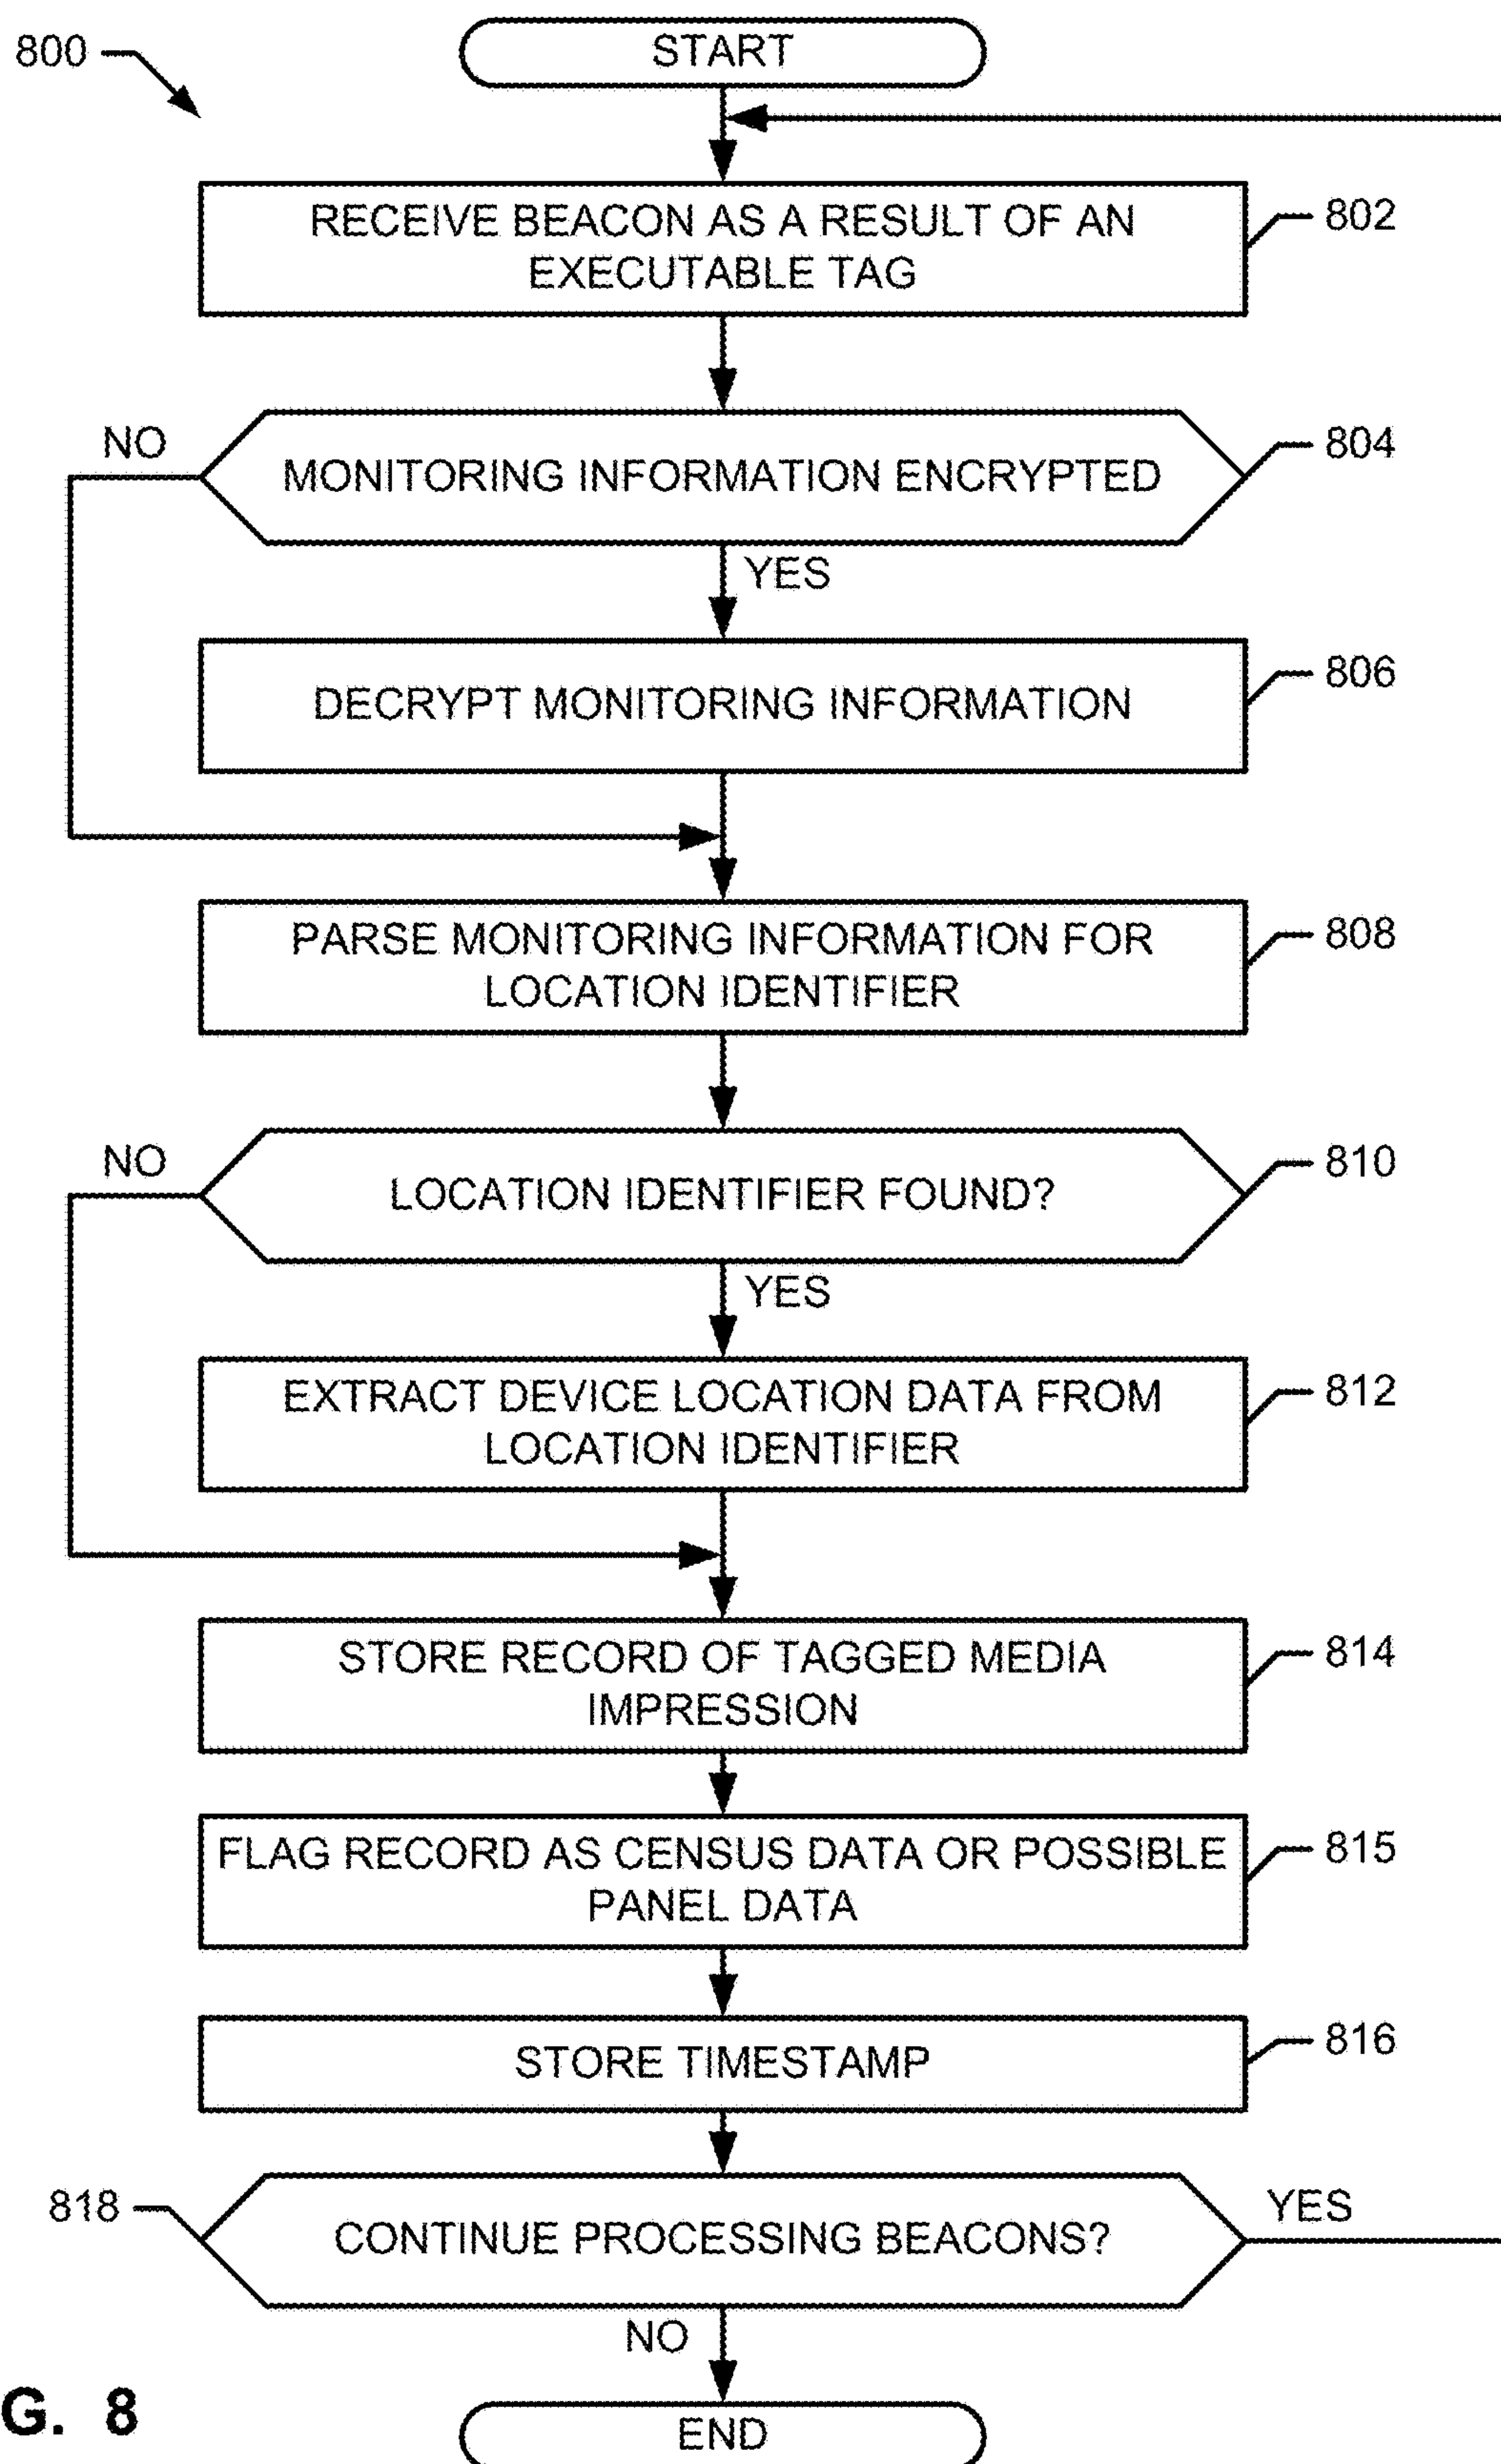 800
START
RECEIVE BEACON AS A RESULT OF AN
EXECUTABLE TAG
802
NO
MONITORING INFORMATION ENCRYPTED
804
YES
DECRYPT MONITORING INFORMATION
806
PARSE MONITORING INFORMATION FOR
LOCATION IDENTIFIER
808
NO
LOCATION IDENTIFIER FOUND?
810
YES
EXTRACT DEVICE LOCATION DATA FROM
LOCATION IDENTIFIER
812
STORE RECORD OF TAGGED MEDIA
IMPRESSION
814
FLAG RECORD AS CENSUS DATA OR POSSIBLE
PANEL DATA
815
STORE TIMESTAMP
816
818
CONTINUE PROCESSING BEACONS?
YES
NO
G. 8
END